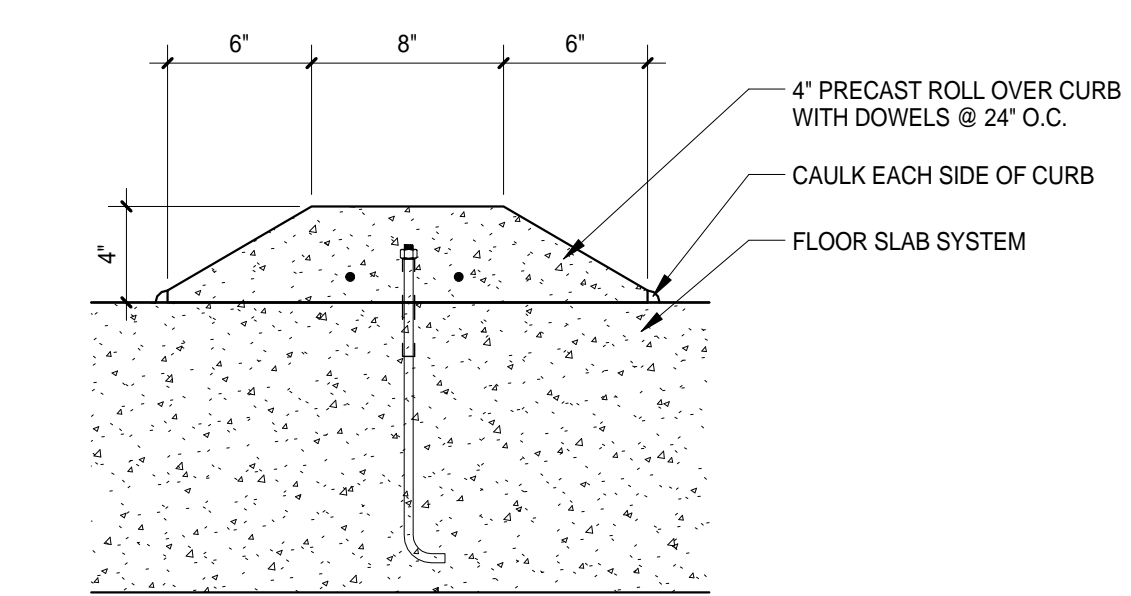 6"
8"
6"
4" PRECAST ROLL OVER CURB
WITH DOWELS @ 24" O.C.
CAULK EACH SIDE OF CURB
FLOOR SLAB SYSTEM
4"